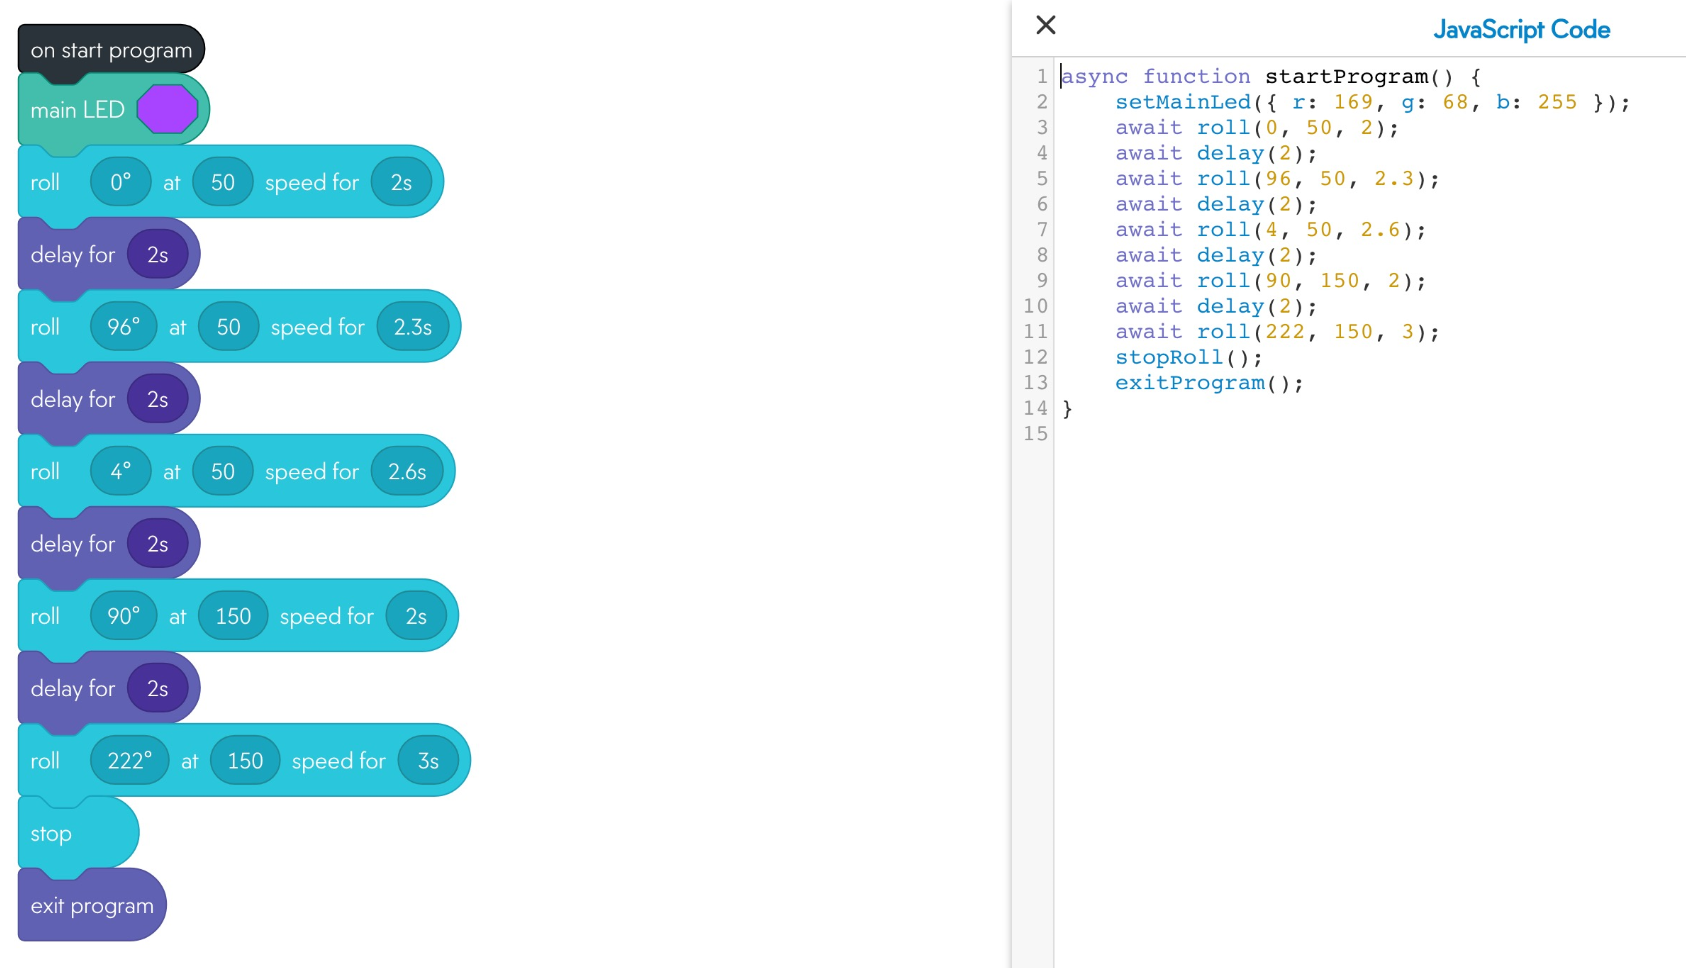 on start program
main LED
roll 0° at 50 speed for 2s
delay for 2s
roll 96° at 50 speed for 2.3s
delay for 2s
roll 4° at 50 speed for 2.6s
delay for 2s
roll 90° at 150 speed for 2s
delay for 2s
roll 222° at 150 speed for 3s
stop
exit program
JavaScript Code
1 async function startProgram() {
2 setMainLed({ r: 169, g: 68, b: 255 });
3 await roll(0, 50, 2);
4 await delay(2);
5 await roll(96, 50, 2.3);
6 await delay(2);
7 await roll(4, 50, 2.6);
8 await delay(2);
9 await roll(90, 150, 2);
10 await delay(2);
11 await roll(222, 150, 3);
12 stopRoll();
13 exitProgram();
14 }
15